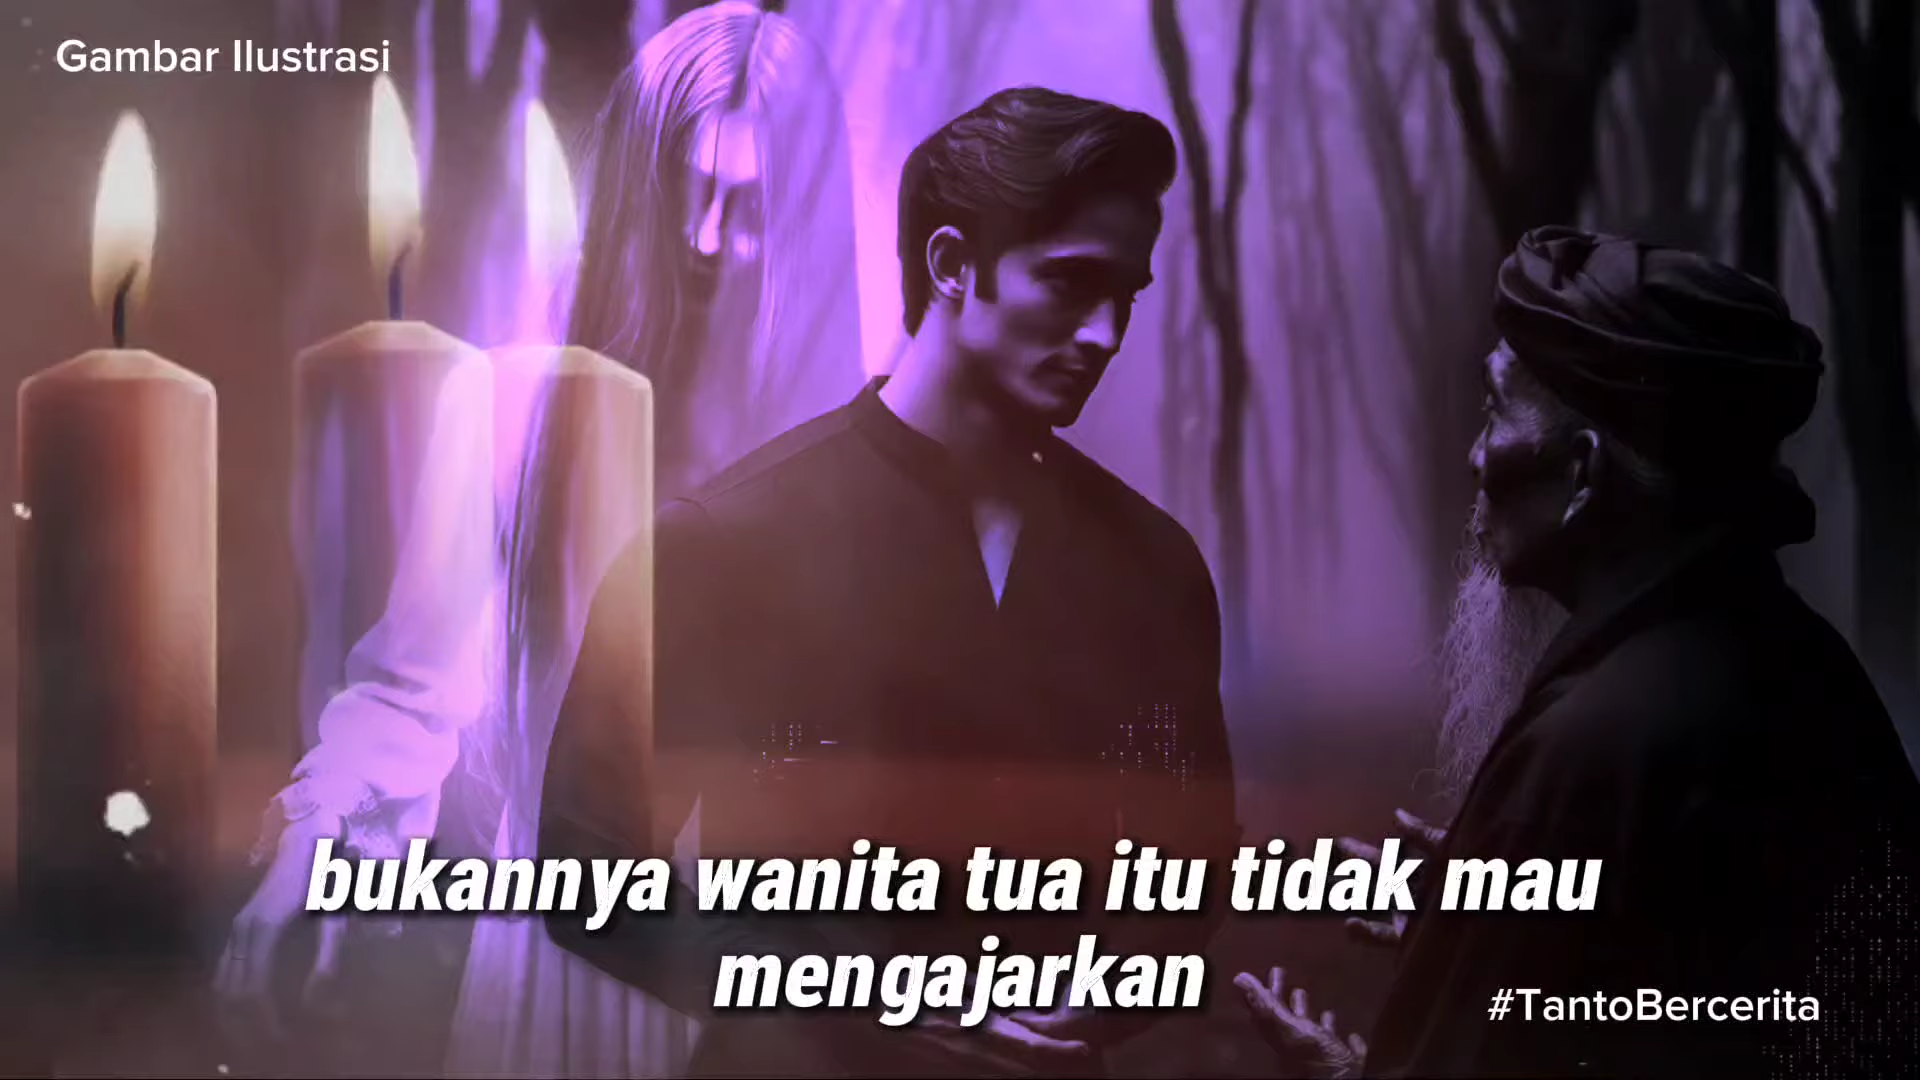 Gambar Ilustrasi
bukannya wanita tua itu tidak mau
mengajarkan
#TantoBercerita